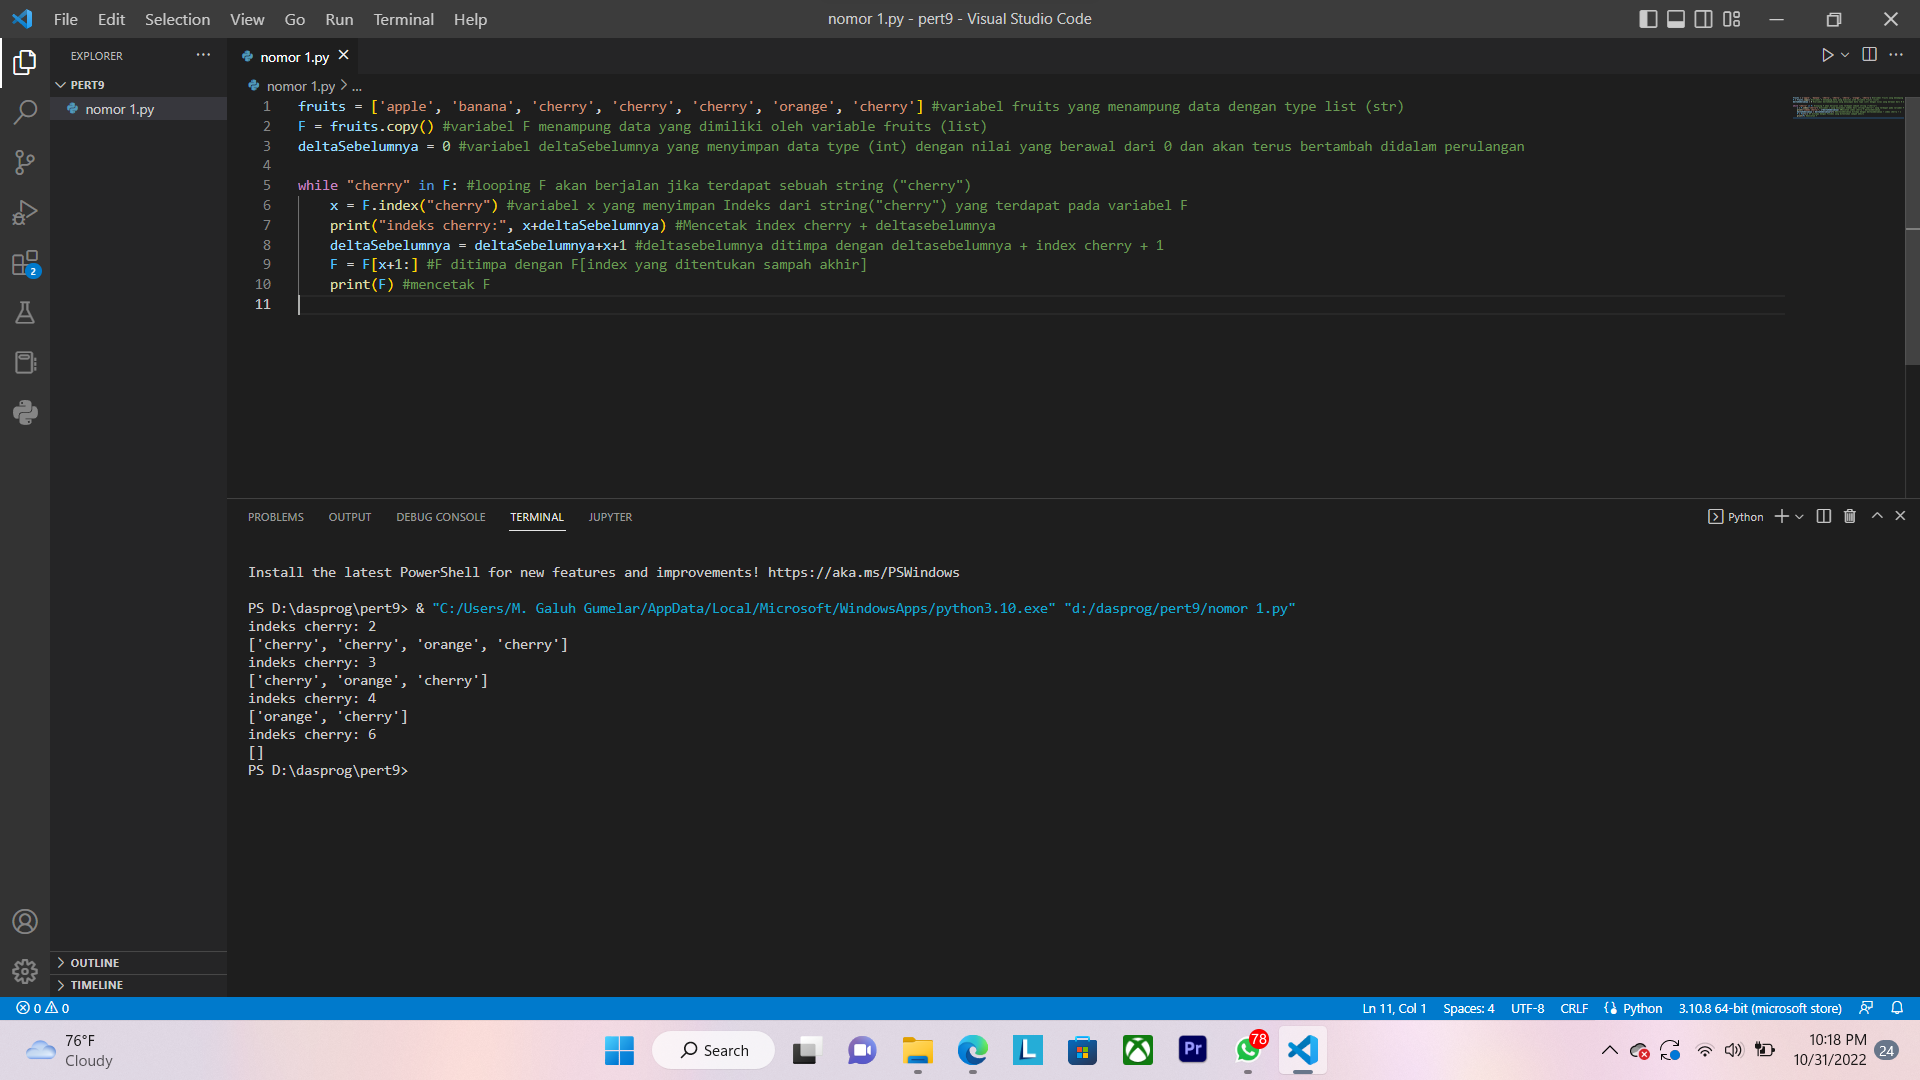 File Edit Selection View Go Run Terminal Help
nomor 1.py - pert9 - Visual Studio Code
EXPLORER
PERT9
nomor 1.py
nomor 1.py
nomor 1.py > ...
1 fruits = ['apple', 'banana', 'cherry', 'cherry', 'cherry', 'orange', 'cherry'] #variabel fruits yang menampung data dengan type list (str)
2 F = fruits.copy() #variabel F menampung data yang dimiliki oleh variable fruits (list)
3 deltaSebelumnya = 0 #variabel deltaSebelumnya yang menyimpan data type (int) dengan nilai yang berawal dari 0 dan akan terus bertambah didalam perulangan
4
5 while "cherry" in F: #looping F akan berjalan jika terdapat sebuah string ("cherry")
6 x = F.index("cherry") #variabel x yang menyimpan Indeks dari string("cherry") yang terdapat pada variabel F
7 print("indeks cherry:", x+deltaSebelumnya) #Mencetak index cherry + deltasebelumnya
8 deltaSebelumnya = deltaSebelumnya+x+1 #deltasebelumnya ditimpa dengan deltasebelumnya + index cherry + 1
9 F = F[x+1:] #F ditimpa dengan F[index yang ditentukan sampah akhir]
10 print(F) #mencetak F
11
2
PROBLEMS OUTPUT DEBUG CONSOLE TERMINAL JUPYTER
Python
Install the latest PowerShell for new features and improvements! https://aka.ms/PSWindows
PS D:\dasprog\pert9> & "C:/Users/M. Galuh Gumelar/AppData/Local/Microsoft/WindowsApps/python3.10.exe" "d:/dasprog/pert9/nomor 1.py"
indeks cherry: 2
['cherry', 'cherry', 'orange', 'cherry']
indeks cherry: 3
['cherry', 'orange', 'cherry']
indeks cherry: 4
['orange', 'cherry']
indeks cherry: 6
[]
PS D:\dasprog\pert9>
OUTLINE
TIMELINE
0 0
Ln 11, Col 1 Spaces: 4 UTF-8 CRLF Python 3.10.8 64-bit (microsoft store)
76°F
Cloudy
Search
L
Pr
78
10:18 PM
10/31/2022
24